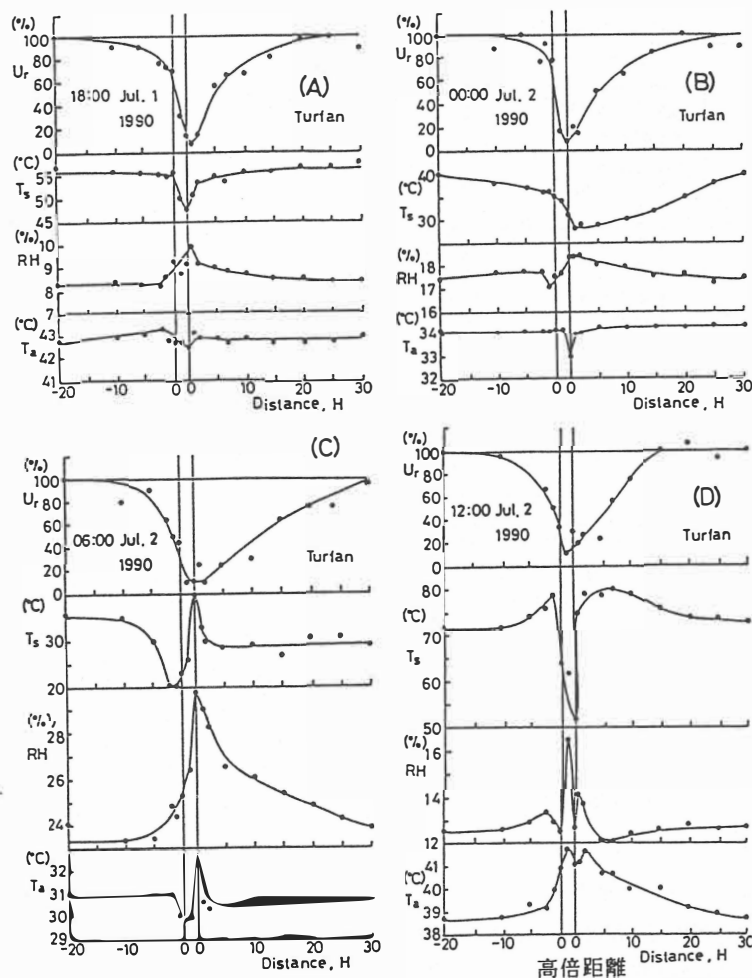 (%)
100
80
60
40
20
0
Ur
(A)
18:00 Jul. 1
1990
Turfan
(°C)
55
50
45
Ts
(%)
10
9
8
7
RH
(°C)
43
42
41
Ta
-20 -10 0 0 10 20 30
Distance, H
(%)
100
80
60
40
20
0
Ur
(B)
00:00 Jul. 2
1990
Turfan
(°C)
40
30
Ts
(%)
18
17
16
RH
(°C)
34
33
32
Ta
-20 -10 0 0 10 20 30
Distance, H
(C)
(%)
100
80
60
40
20
0
Ur
06:00 Jul. 2
1990
Turfan
(°C)
30
20
Ts
(%)
28
26
24
RH
(°C)
32
31
30
29
Ta
-20 -10 0 0 10 20 30
Distance, H
(D)
(%)
100
80
60
40
20
0
Ur
12:00 Jul. 2
1990
Turfan
(°C)
80
70
60
50
Ts
(%)
16
14
12
RH
(°C)
41
40
39
38
Ta
-20 -10 0 0 10 20 30
Distance, H
高倍距離